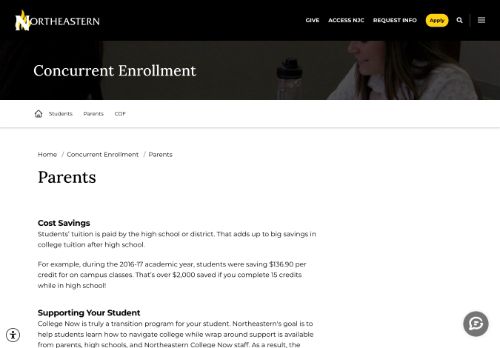 NORTHEASTERN
GIVE ACCESS NJC REQUEST INFO Apply
Concurrent Enrollment
Students Parents COF
Home / Concurrent Enrollment / Parents
Parents
Cost Savings
Students' tuition is paid by the high school or district. That adds up to big savings in
college tuition after high school.
For example, during the 2016-17 academic year, students were saving $136.90 per
credit for on campus classes. That's over $2,000 saved if you complete 15 credits
while in high school!
Supporting Your Student
College Now is truly a transition program for your student. Northeastern's goal is to
help students learn how to navigate college while wrap around support is available
from parents, high schools, and Northeastern College Now staff. As a result, the